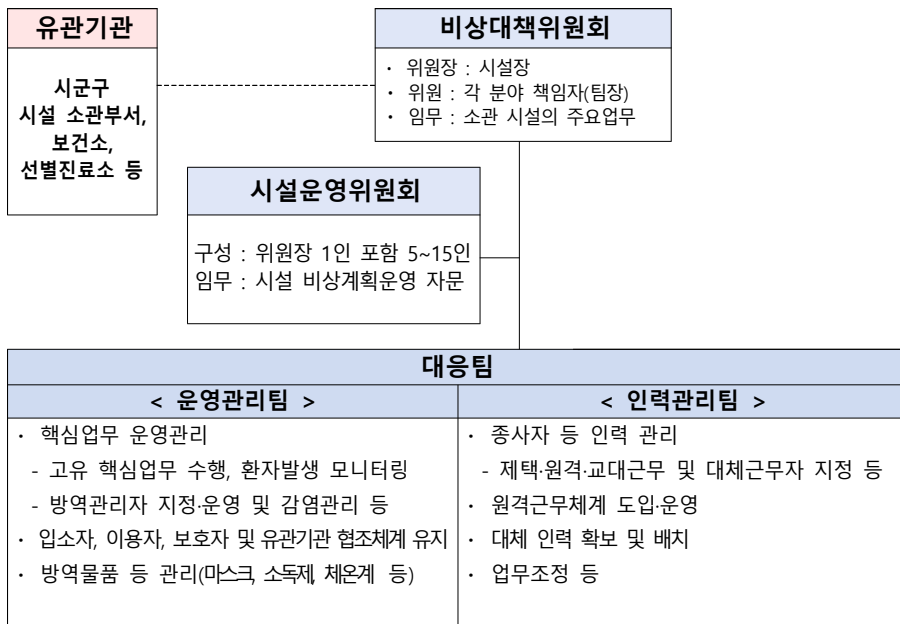 유관기관
시군구
시설 소관부서,
보건소,
선별진료소 등
비상대책위원회
· 위원장 : 시설장
· 위원 : 각 분야 책임자(팀장)
· 임무 : 소관 시설의 주요업무
시설운영위원회
구성 : 위원장 1인 포함 5~15인
임무 : 시설 비상계획운영 자문
대응팀
< 운영관리팀 >
· 핵심업무 운영관리
- 고유 핵심업무 수행, 환자발생 모니터링
- 방역관리자 지정·운영 및 감염관리 등
· 입소자, 이용자, 보호자 및 유관기관 협조체계 유지
· 방역물품 등 관리(마스크, 소독제, 체온계 등)
< 인력관리팀 >
· 종사자 등 인력 관리
- 제택·원격·교대근무 및 대체근무자 지정 등
· 원격근무체계 도입·운영
· 대체 인력 확보 및 배치
· 업무조정 등